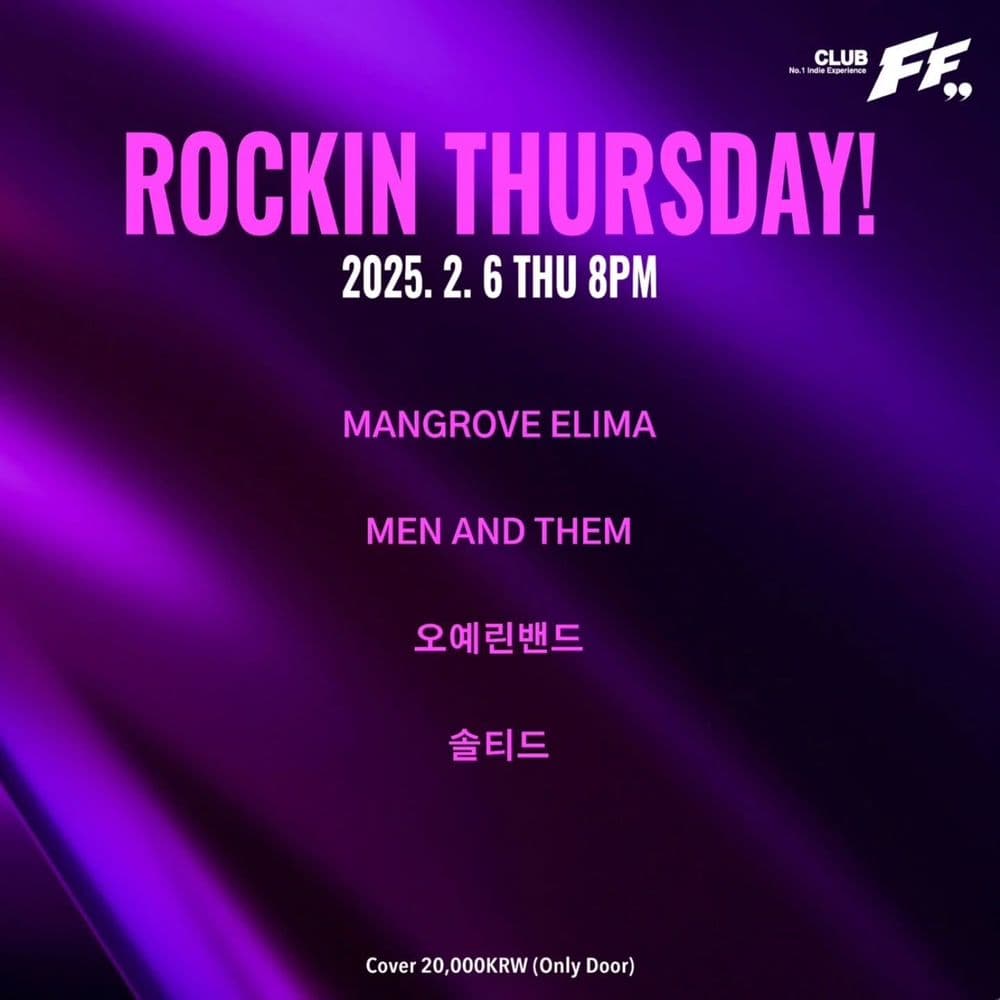 CLUB
No.1 Indie Experience
FF"
ROCKIN THURSDAY!
2025. 2. 6 THU 8PM
MANGROVE ELIMA
MEN AND THEM
오예린밴드
솔티드
Cover 20,000KRW (Only Door)